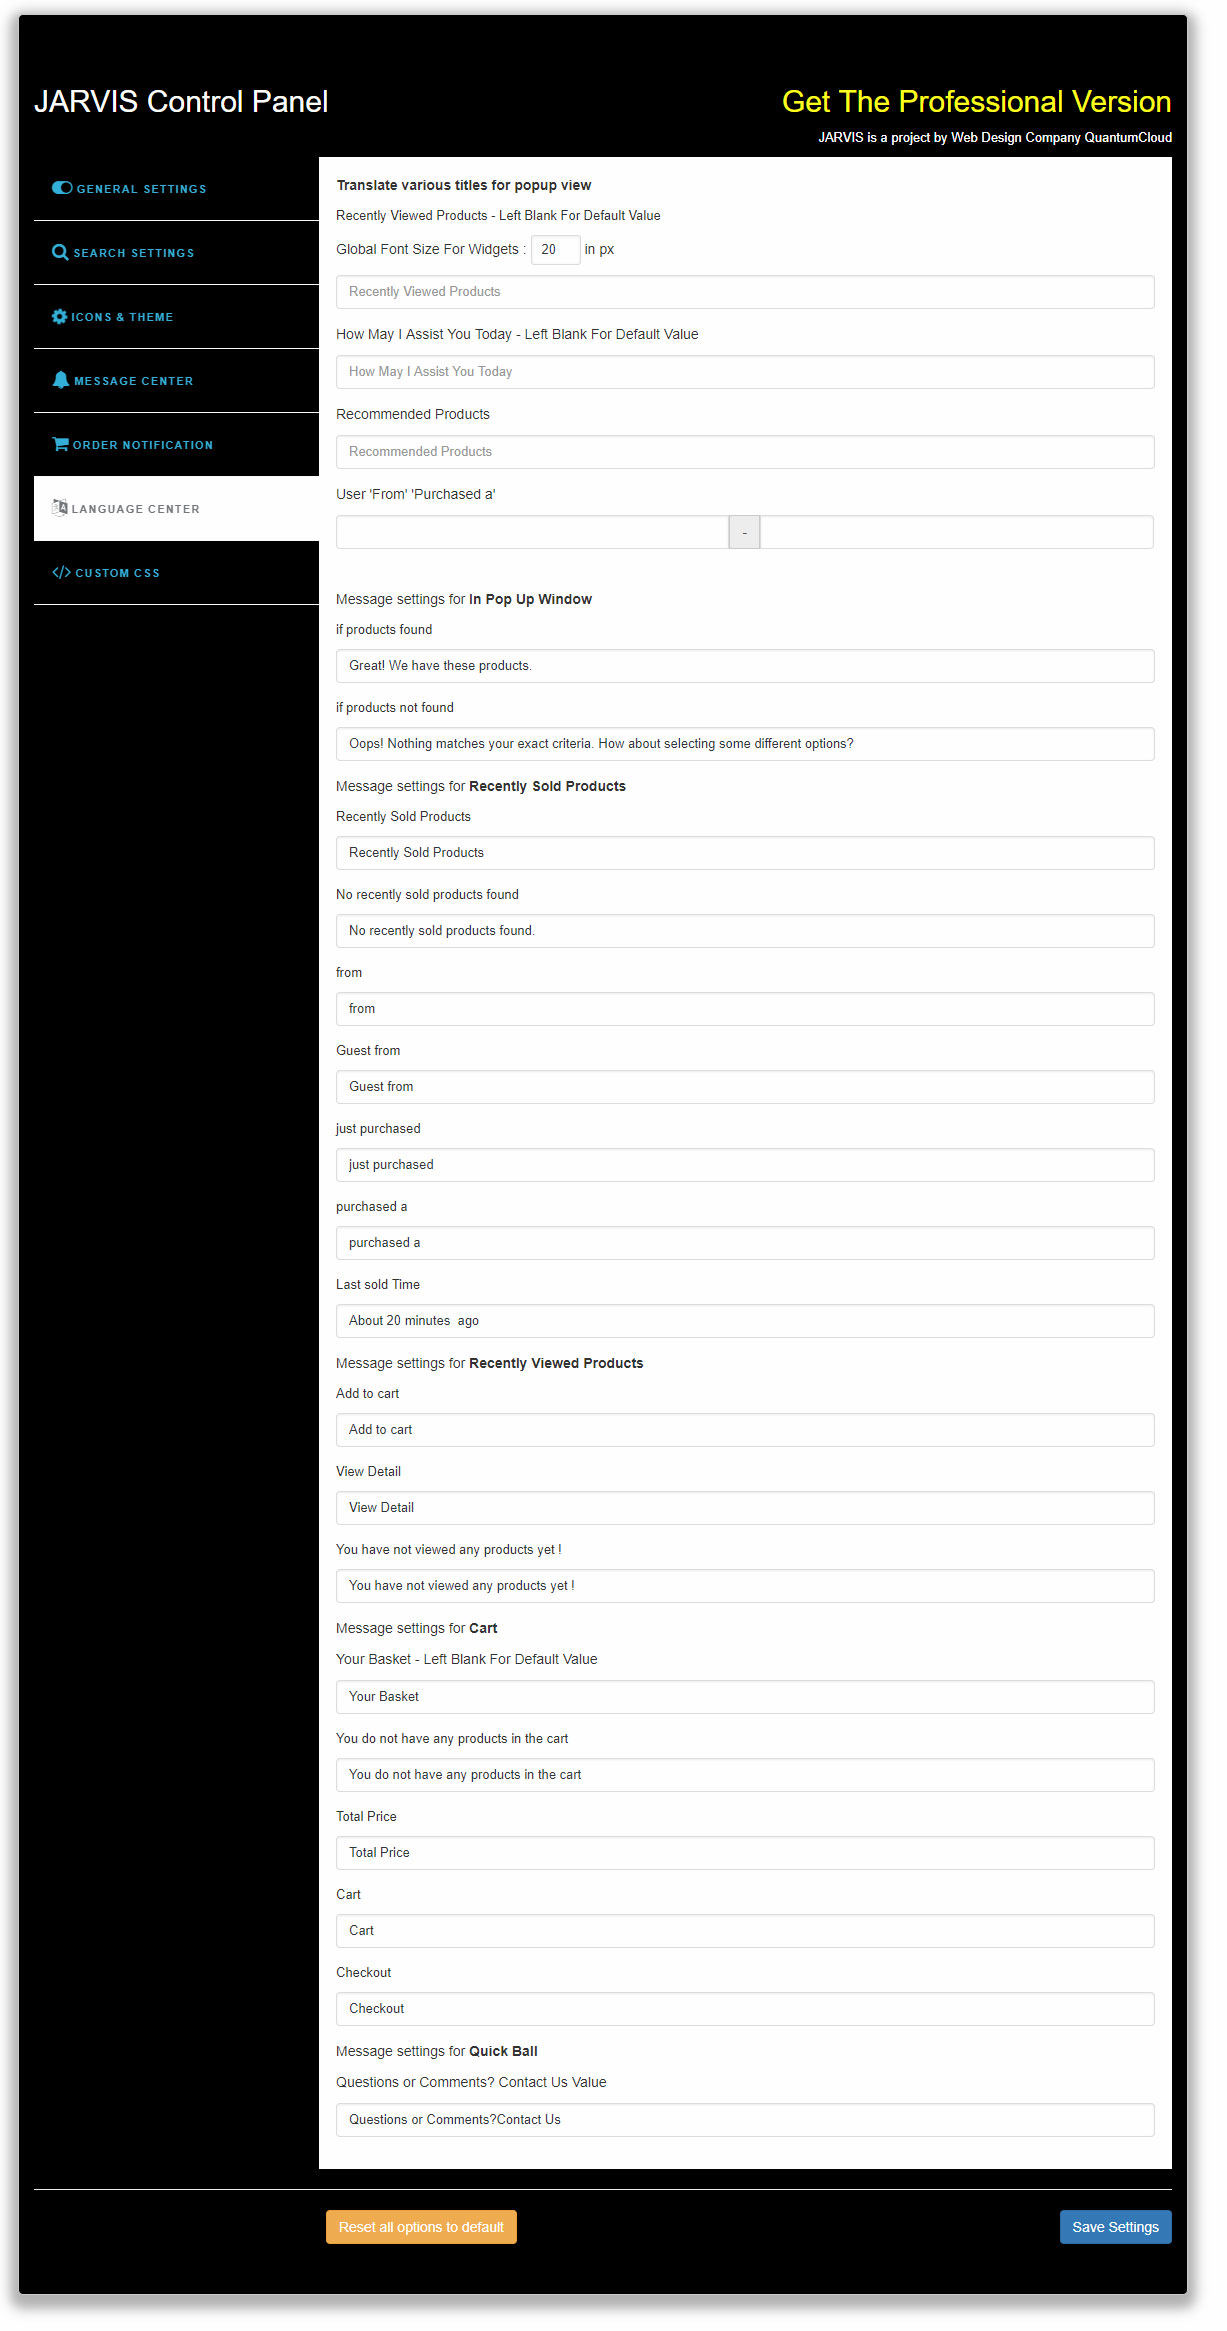 JARVIS Control Panel
Get The Professional Version
JARVIS is a project by Web Design Company QuantumCloud
GENERAL SETTINGS
SEARCH SETTINGS
ICONS & THEME
MESSAGE CENTER
ORDER NOTIFICATION
LANGUAGE CENTER
CUSTOM CSS
Translate various titles for popup view
Recently Viewed Products - Left Blank For Default Value
Global Font Size For Widgets : 20 in px
Recently Viewed Products
How May I Assist You Today - Left Blank For Default Value
How May I Assist You Today
Recommended Products
Recommended Products
User 'From' 'Purchased a'
-
Message settings for In Pop Up Window
if products found
Great! We have these products.
if products not found
Oops! Nothing matches your exact criteria. How about selecting some different options?
Message settings for Recently Sold Products
Recently Sold Products
Recently Sold Products
No recently sold products found
No recently sold products found.
from
from
Guest from
Guest from
just purchased
just purchased
purchased a
purchased a
Last sold Time
About 20 minutes  ago
Message settings for Recently Viewed Products
Add to cart
Add to cart
View Detail
View Detail
You have not viewed any products yet !
You have not viewed any products yet !
Message settings for Cart
Your Basket - Left Blank For Default Value
Your Basket
You do not have any products in the cart
You do not have any products in the cart
Total Price
Total Price
Cart
Cart
Checkout
Checkout
Message settings for Quick Ball
Questions or Comments? Contact Us Value
Questions or Comments?Contact Us
Reset all options to default
Save Settings